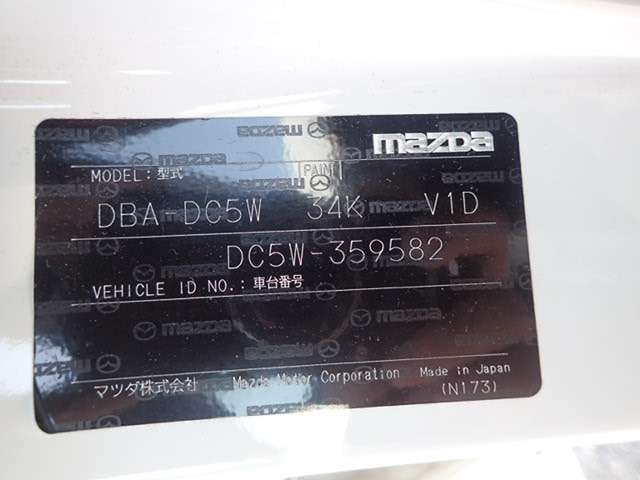 mazda
MODEL:型式 PAINT
DBA-DC5W 34K V1D
DC5W-359582
VEHICLE ID NO.:車台番号
マツダ株式会社 Mazda Motor Corporation Made in Japan
(N173)